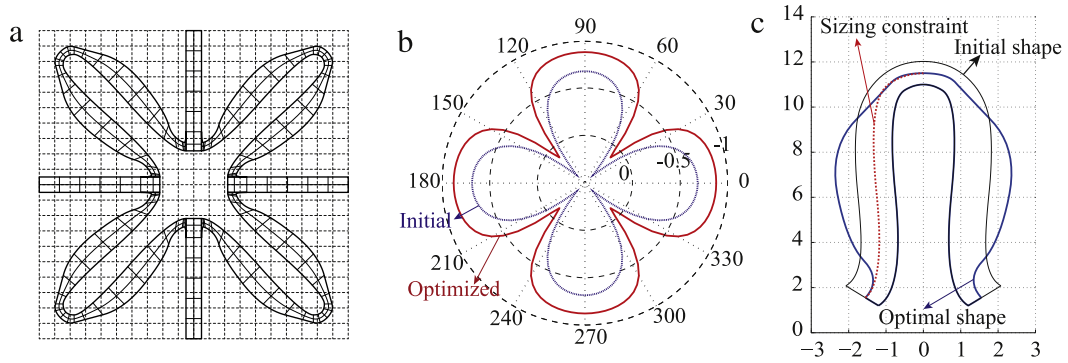 a
b
90
120
60
150
30
180
0
210
330
240
300
270
0
-0.5
-1
Initial
Optimized
c
Sizing constraint
Initial shape
Optimal shape
14
12
10
8
6
4
2
0
−3 −2 −1 0 1 2 3